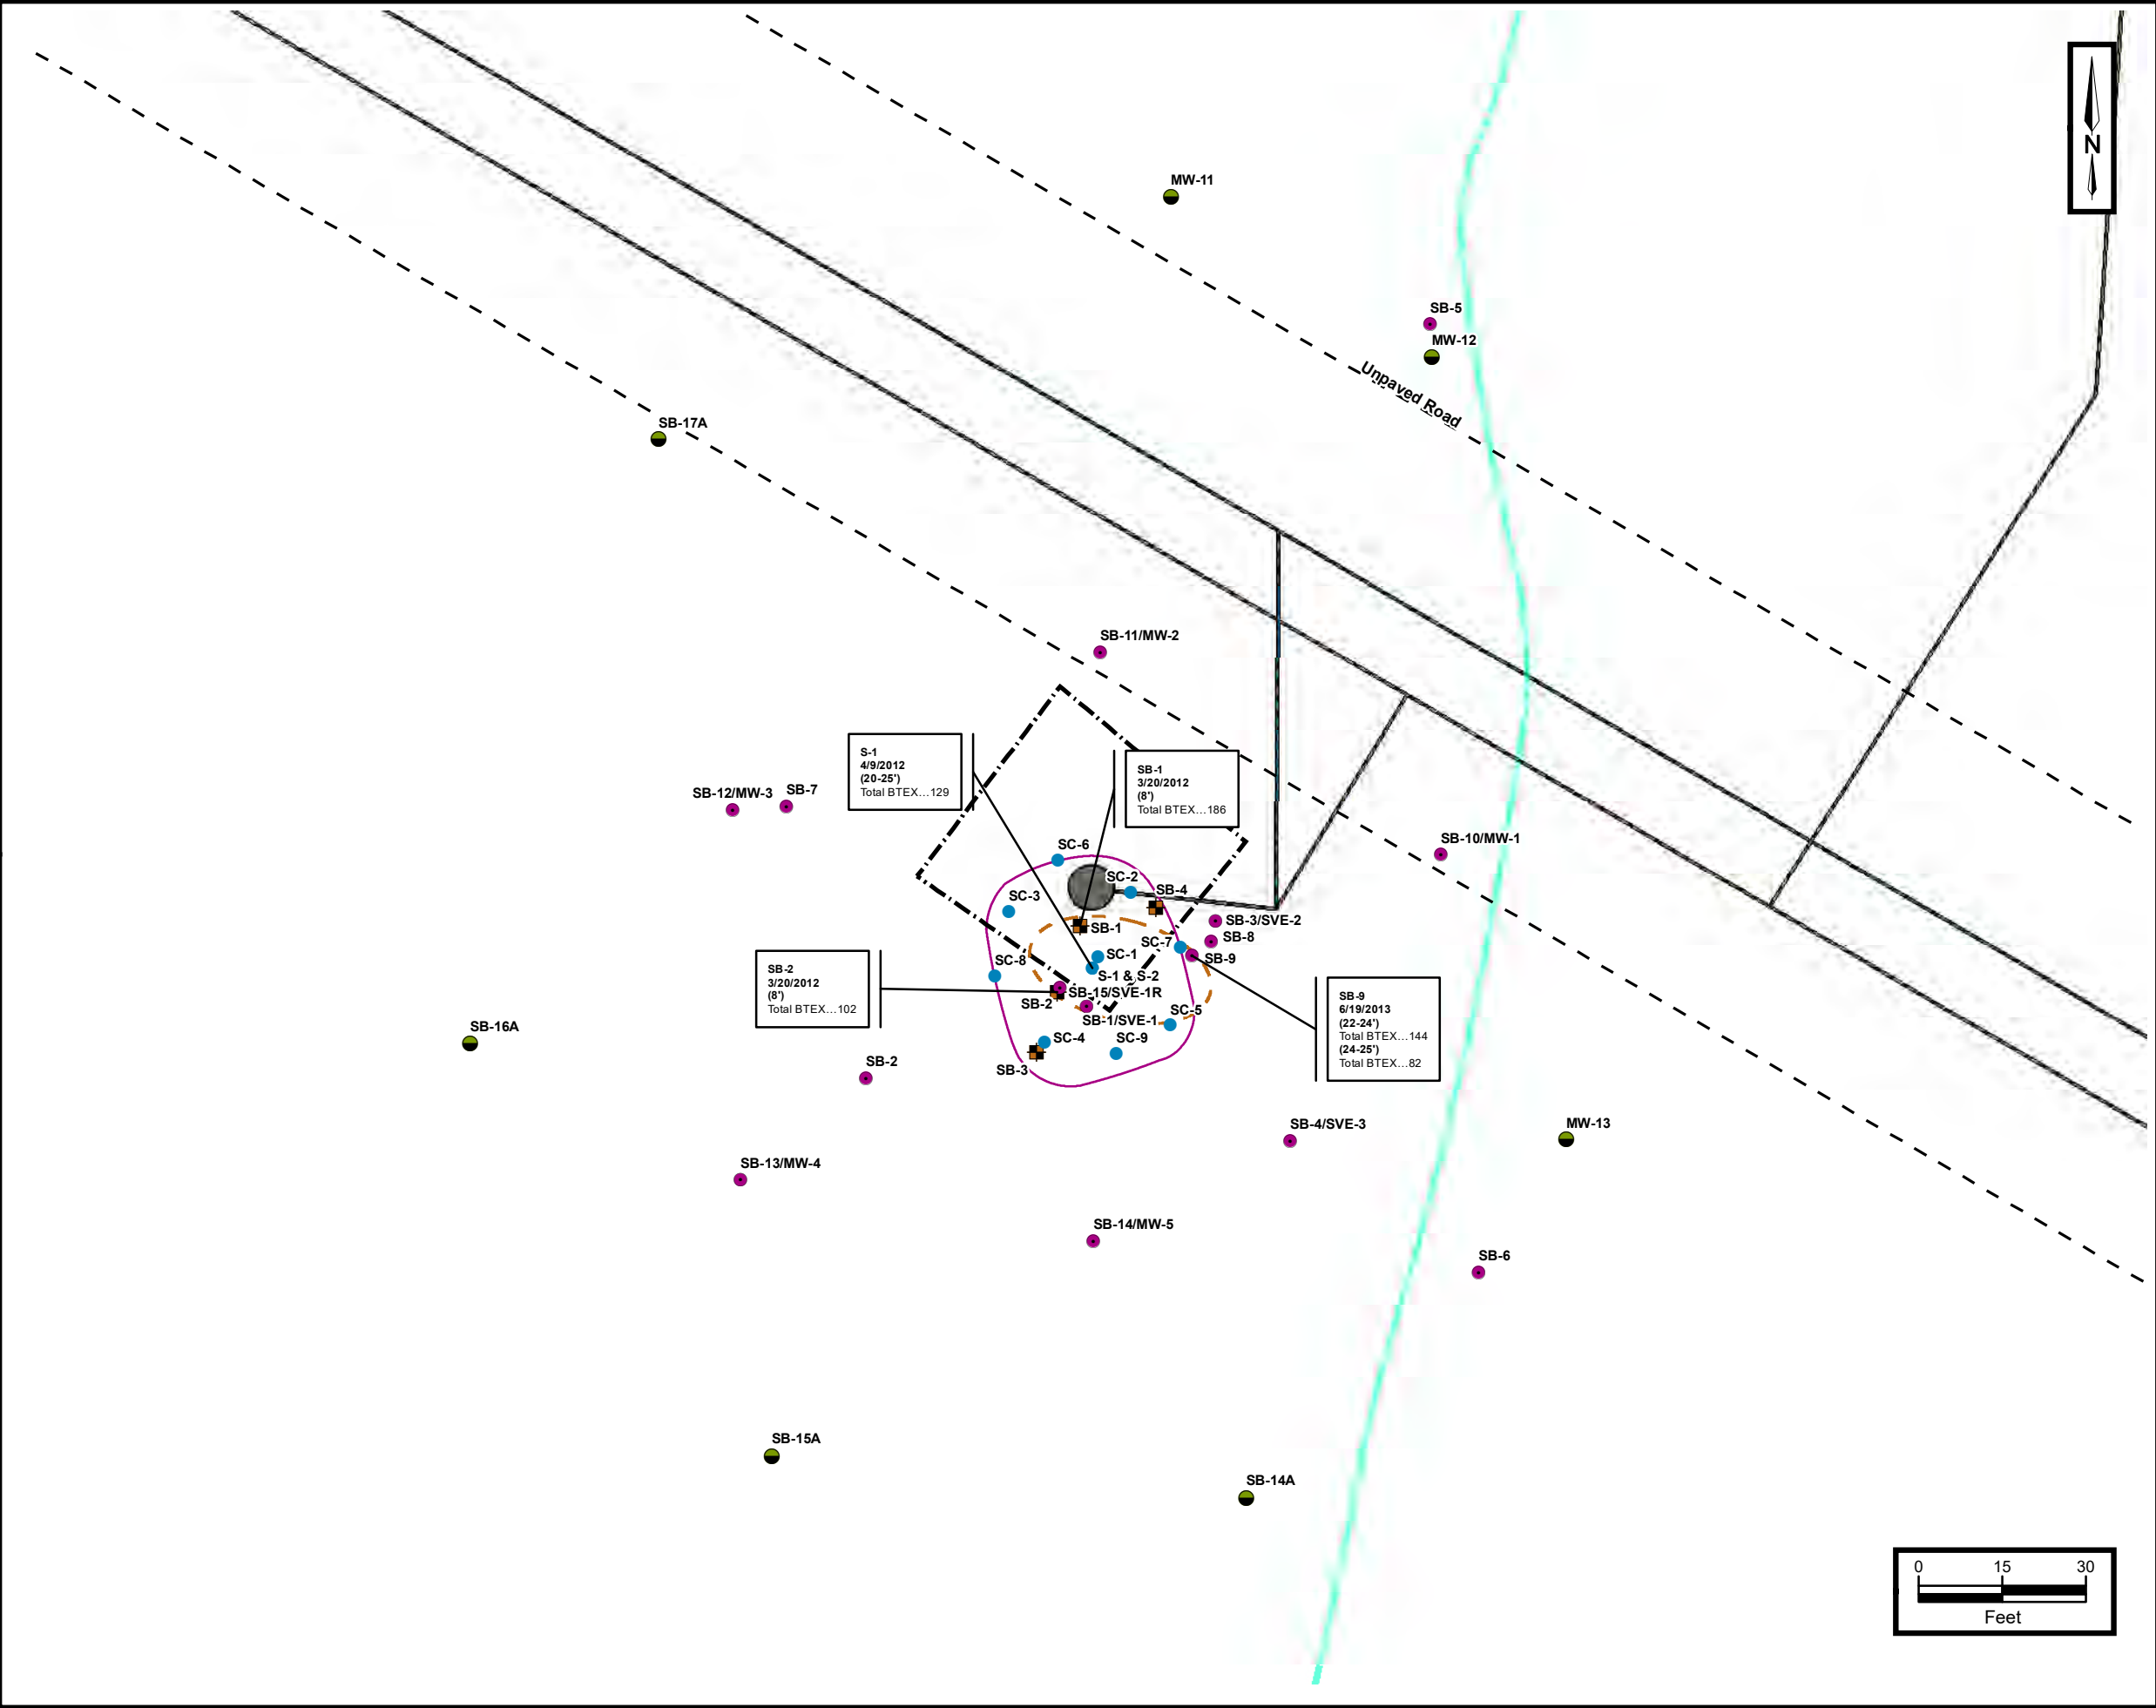 N
MW-11
SB-5
MW-12
Unpaved Road
SB-17A
SB-11/MW-2
S-1
4/9/2012
(20-25')
Total BTEX...129
SB-1
3/20/2012
(8')
Total BTEX...186
SB-12/MW-3
SB-7
SB-10/MW-1
SC-6
SC-2
SB-4
SC-3
SB-3/SVE-2
SB-1
SB-8
SC-7
SB-9
SC-1
SC-8
S-1 & S-2
SB-15/SVE-1R
SB-2
SB-2
3/20/2012
(8')
Total BTEX...102
SB-9
6/19/2013
(22-24')
Total BTEX...144
(24-25')
Total BTEX...82
SB-1/SVE-1
SC-5
SC-4
SC-9
SB-3
SB-16A
SB-2
SB-4/SVE-3
MW-13
SB-13/MW-4
SB-14/MW-5
SB-6
SB-15A
SB-14A
0 15 30
Feet